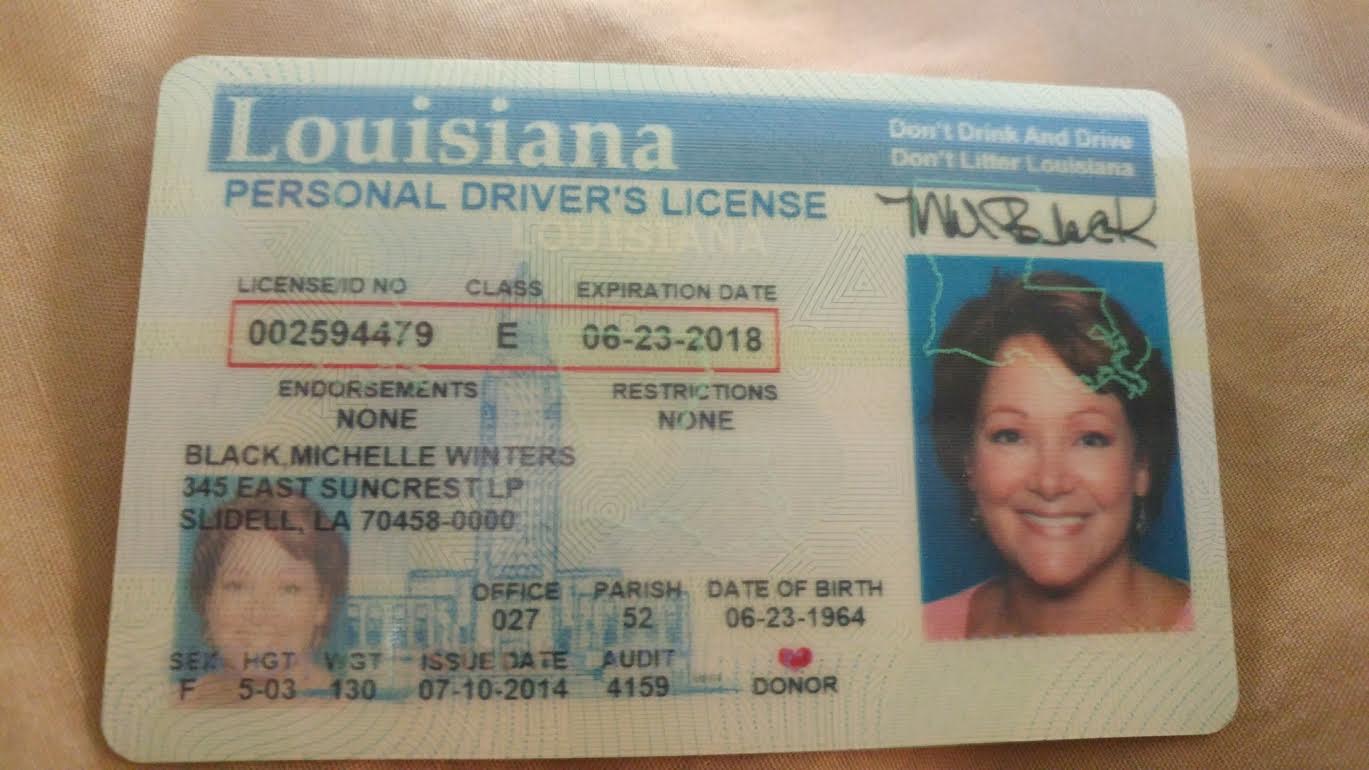 Louisiana
Don't Drink And Drive
Don't Litter Louisiana
PERSONAL DRIVER'S LICENSE
LOUISIANA
LICENSE/ID NO CLASS EXPIRATION DATE
002594479 E 06-23-2018
ENDORSEMENTS RESTRICTIONS
NONE NONE
BLACK,MICHELLE WINTERS
345 EAST SUNCREST LP
SLIDELL, LA 70458-0000
OFFICE PARISH DATE OF BIRTH
027 52 06-23-1964
SEX HGT WGT ISSUE DATE AUDIT
F 5-03 130 07-10-2014 4159 DONOR